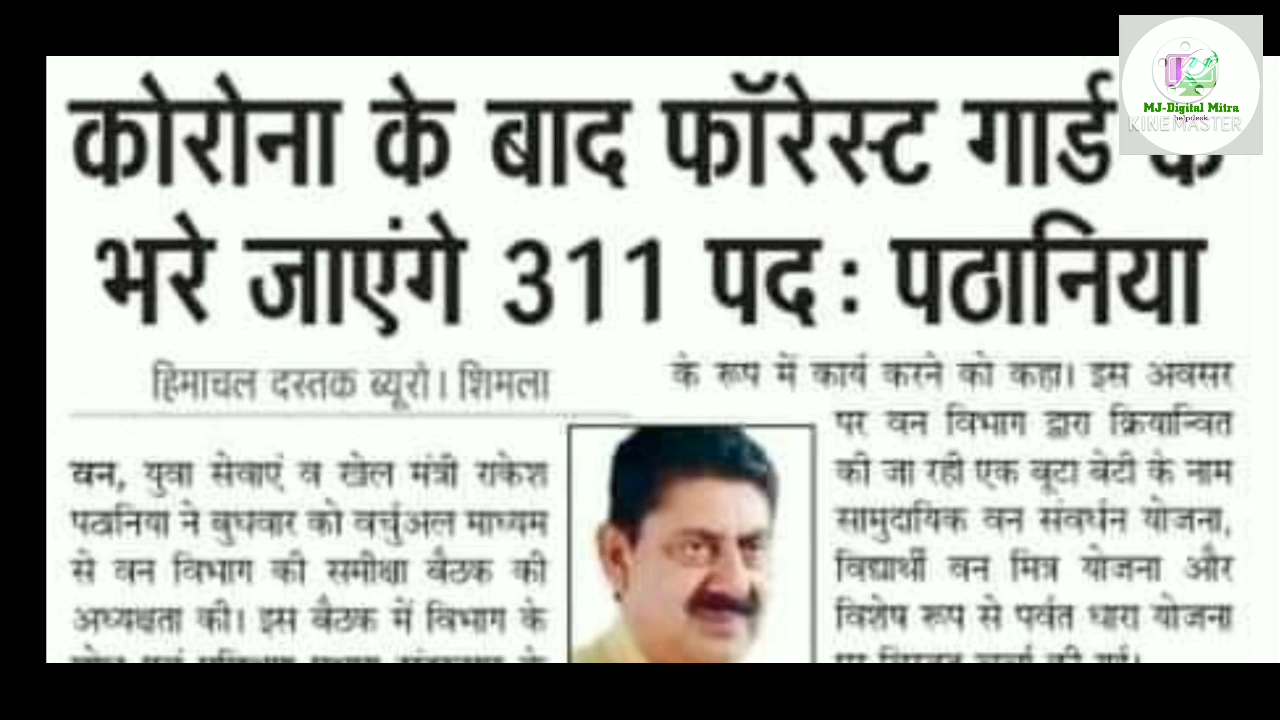 कोरोना के बाद फॉरेस्ट गार्ड के
भरे जाएंगे 311 पद : पठानिया
हिमाचल दस्तक ब्यूरो। शिमला
वन, युवा सेवाएं व खेल मंत्री राकेश
पठानिया ने बुधवार को वर्चुअल माध्यम
से वन विभाग की समीक्षा बैठक की
अध्यक्षता की। इस बैठक में विभाग के
के रूप में कार्य करने को कहा। इस अवसर
पर वन विभाग द्वारा क्रियान्वित
की जा रही एक बूटा बेटी के नाम
सामुदायिक वन संवर्धन योजना,
विद्यार्थी वन मित्र योजना और
विशेष रूप से पर्वत धारा योजना
MJ-Digital Mitra
helpdesk
KINEMASTER